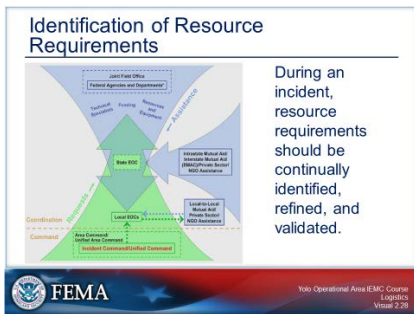 Identification of Resource
Requirements
Joint Field Office
Federal Agencies and Departments*
Technical
Specialists
Funding
Resources
and
Equipment
Assistance
State EOC
Intrastate Mutual Aid
Interstate Mutual Aid
(EMAC)/Private Sector/
NGO Assistance
Requests
Local EOCs
Local-to-Local
Mutual Aid
Private Sector/
NGO Assistance
Coordination
Command
Area Command/
Unified Area Command
Incident Command/Unified Command
During an
incident,
resource
requirements
should be
continually
identified,
refined, and
validated.
FEMA
Yolo Operational Area IEMC Course
Logistics
Visual 2.28